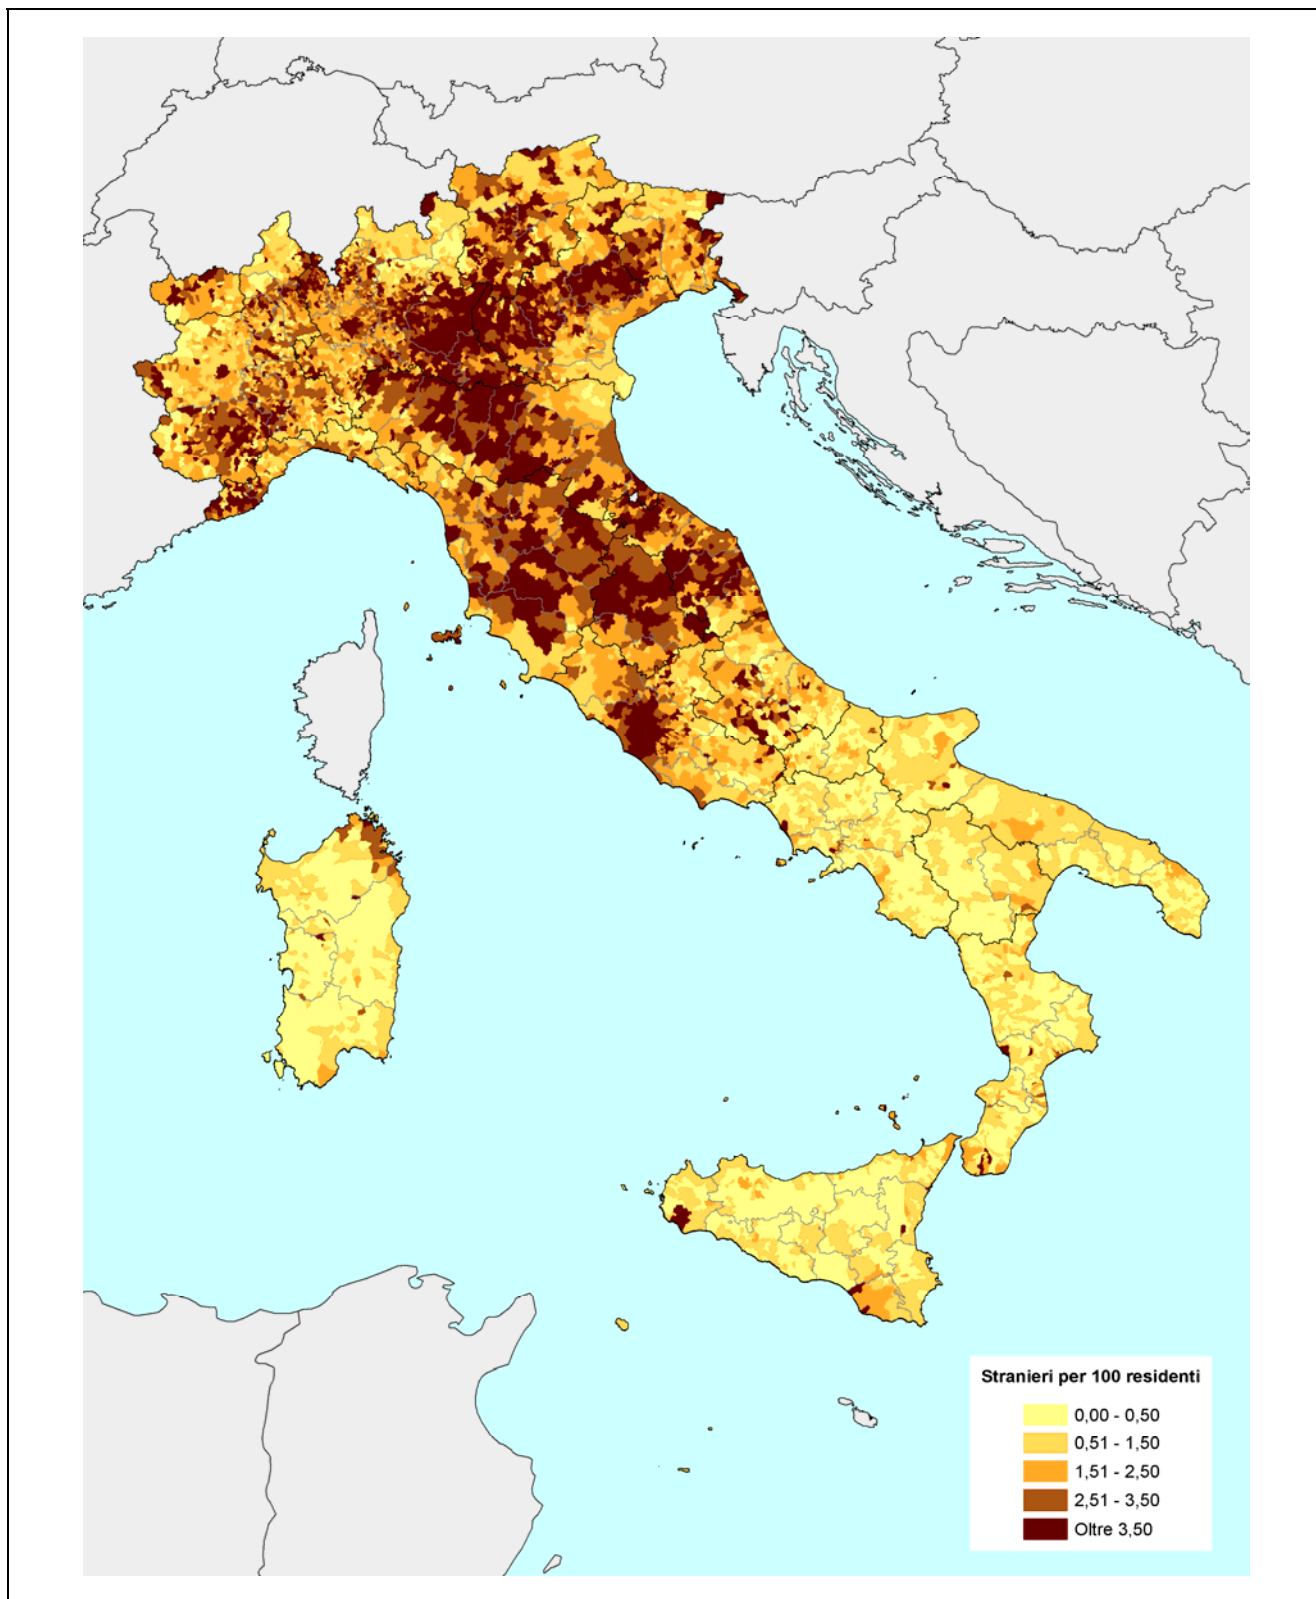 Stranieri per 100 residenti
0,00 - 0,50
0,51 - 1,50
1,51 - 2,50
2,51 - 3,50
Oltre 3,50